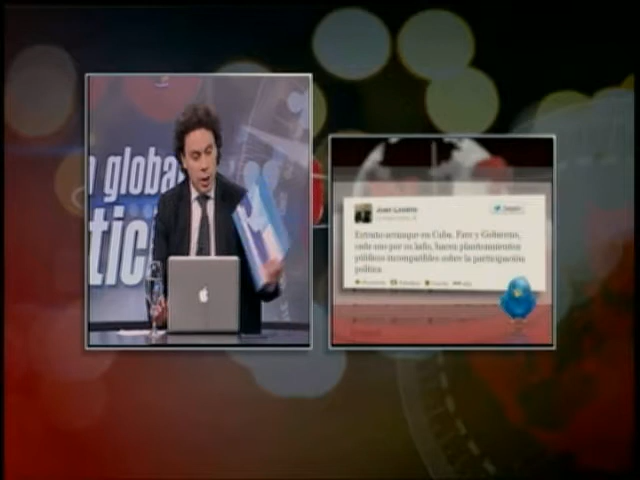 n global
tic
Juan Lozano
Extraño arranque en Cuba. Farc y Gobierno,
cada uno por su lado, hacen planteamientos
públicos incompatibles sobre la participación
política